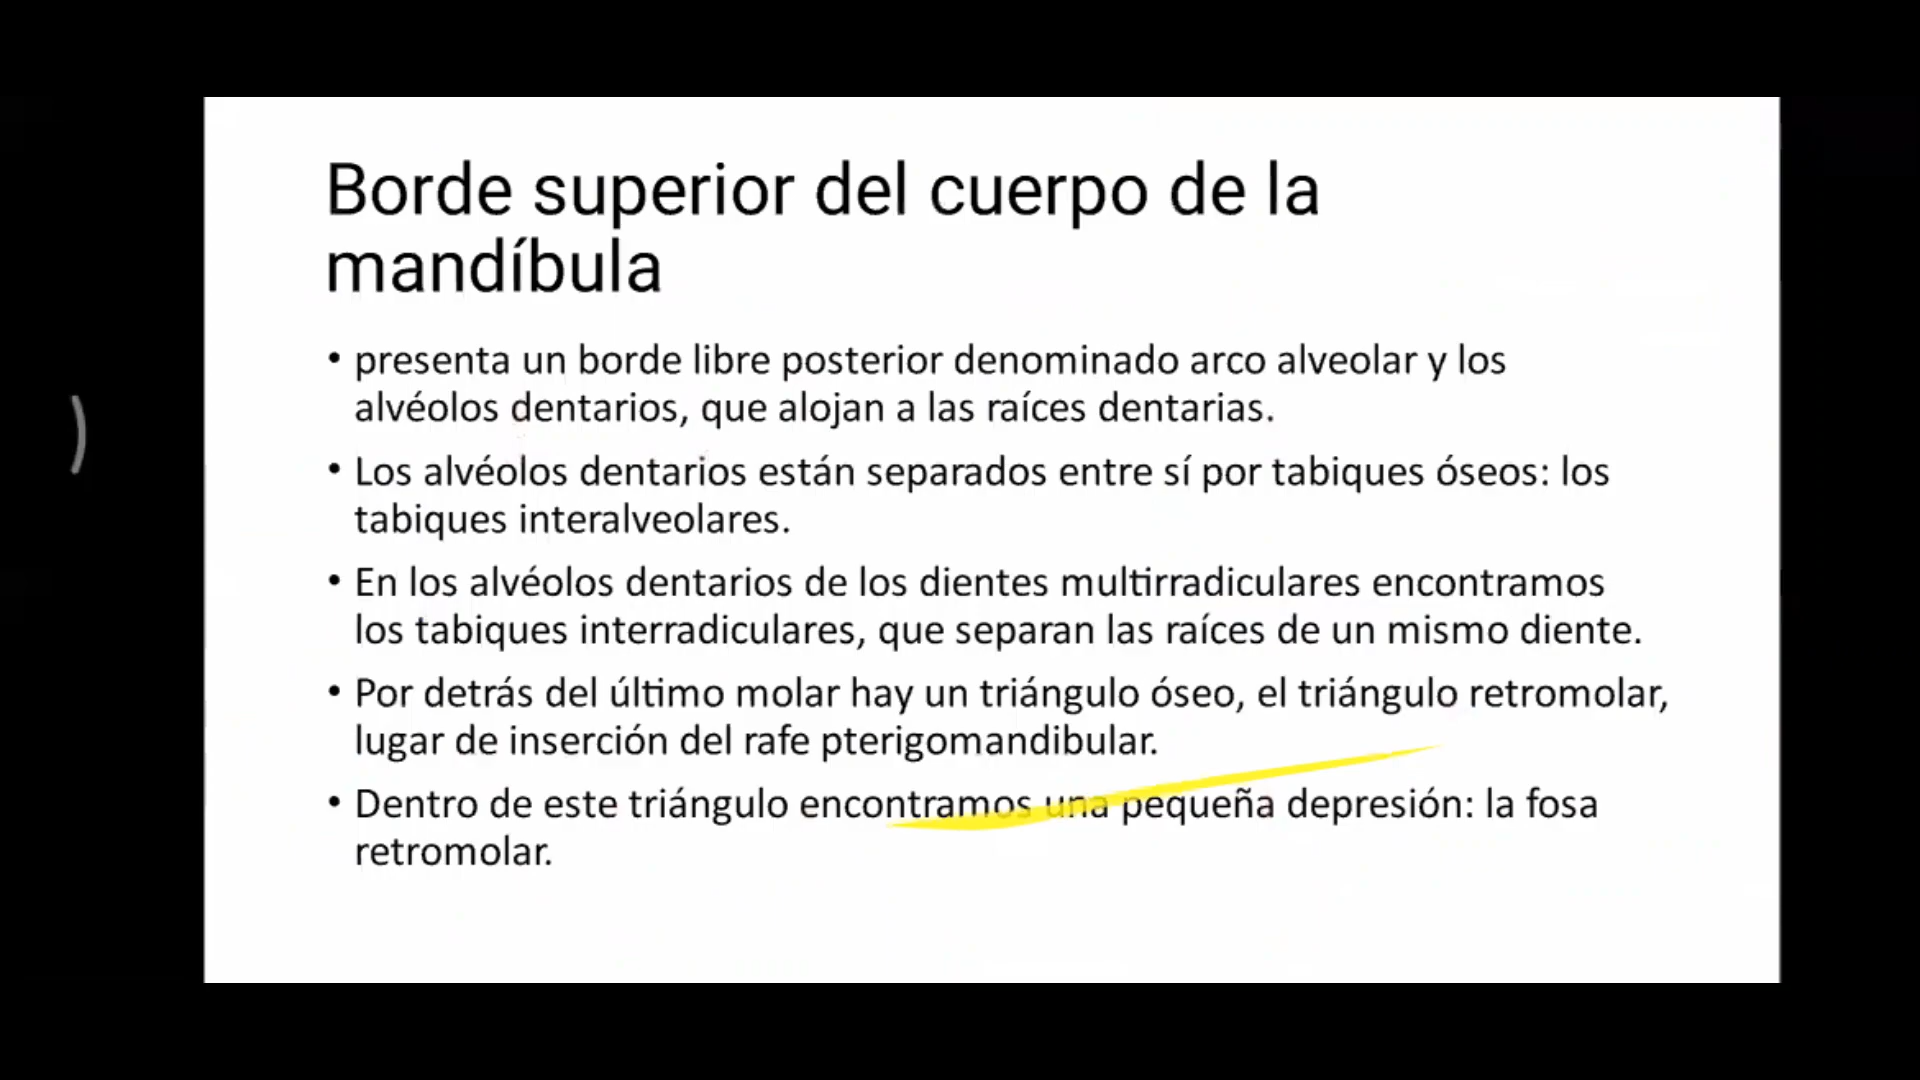 Borde superior del cuerpo de la
mandíbula
• presenta un borde libre posterior denominado arco alveolar y los
alvéolos dentarios, que alojan a las raíces dentarias.
• Los alvéolos dentarios están separados entre sí por tabiques óseos: los
tabiques interalveolares.
• En los alvéolos dentarios de los dientes multirradiculares encontramos
los tabiques interradiculares, que separan las raíces de un mismo diente.
• Por detrás del último molar hay un triángulo óseo, el triángulo retromolar,
lugar de inserción del rafe pterigomandibular.
• Dentro de este triángulo encontramos una pequeña depresión: la fosa
retromolar.